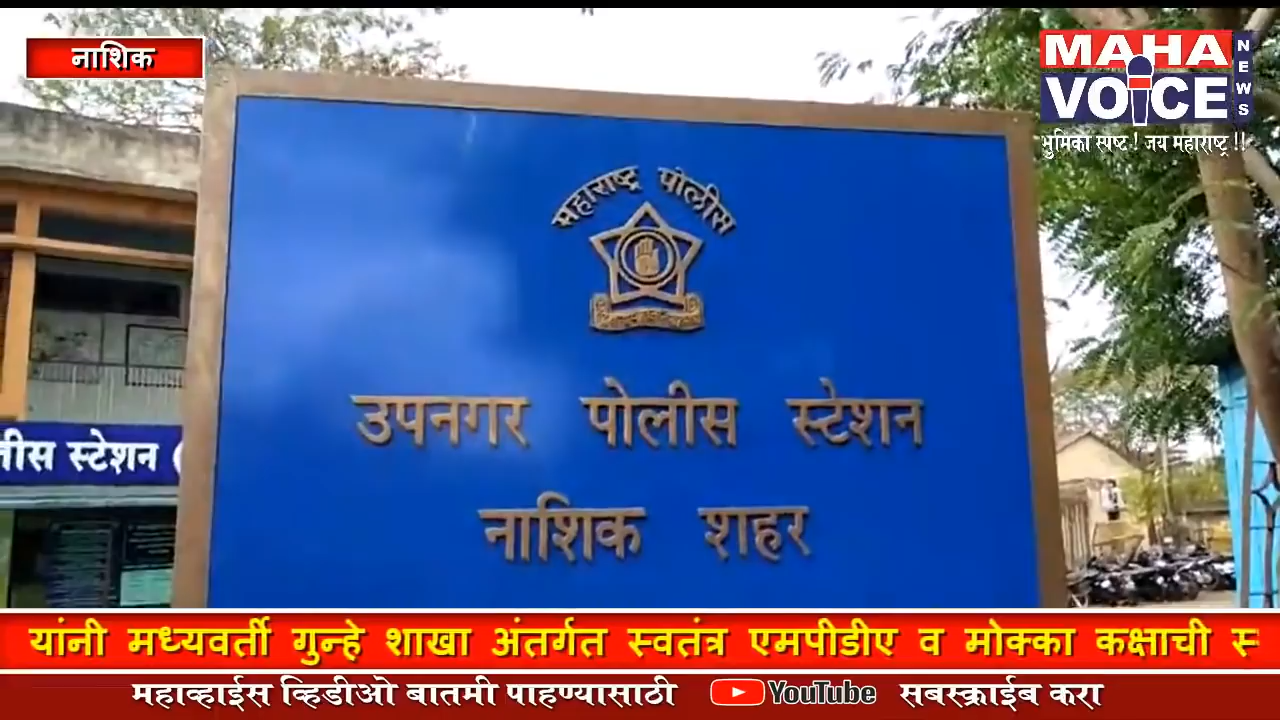 नाशिक
MAHA
VOICE
NEWS
भुमिका स्पष्ट ! जय महाराष्ट्र !!
महाराष्ट्र पोलीस
उपनगर पोलीस स्टेशन
नाशिक शहर
स्टेशन (
यांनी मध्यवर्ती गुन्हे शाखा अंतर्गत स्वतंत्र एमपीडीए व मोक्का कक्षाची
महाव्हाईस व्हिडीओ बातमी पाहण्यासाठी YouTube सबस्क्राईब करा